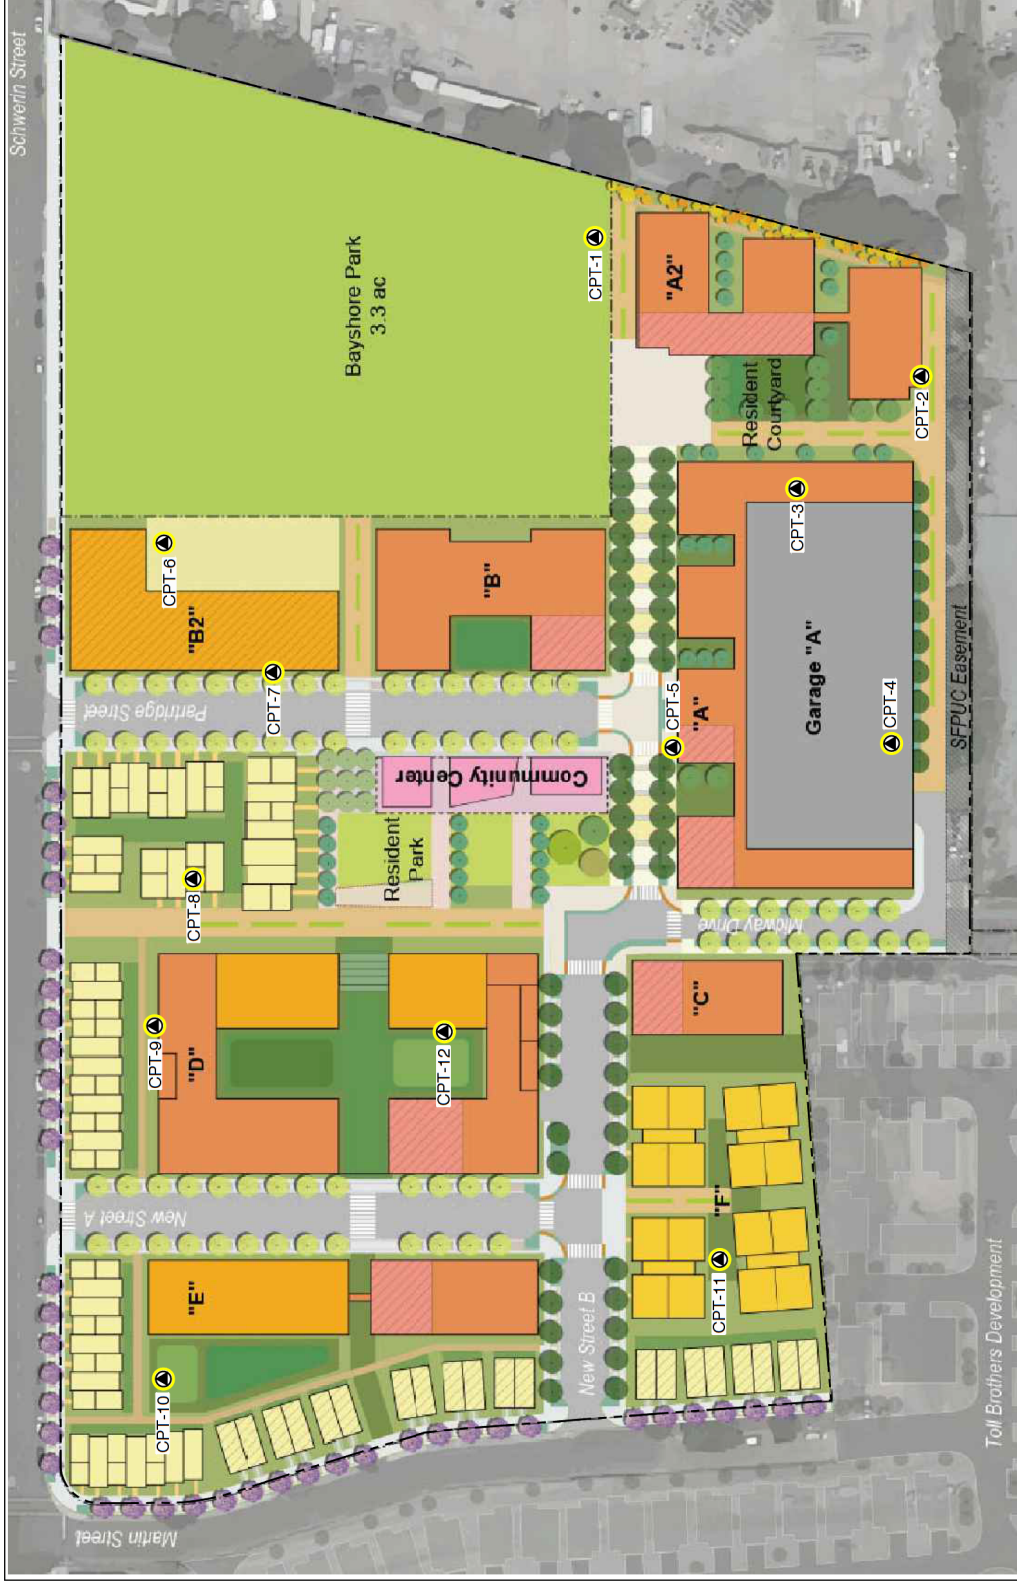 Schwerin Street
Bayshore Park
3.3 ac
CPT-1
"A2"
CPT-2
Resident
Courtyard
CPT-3
CPT-6
"B2"
"B"
CPT-7
Partridge Street
CPT-5
"A"
Garage "A"
CPT-4
SFPUC Easement
Community Center
Resident
Park
CPT-8
Midway Drive
CPT-9
"D"
CPT-12
"C"
New Street A
"F"
CPT-11
"E"
New Street B
CPT-10
Martin Street
Toll Brothers Development